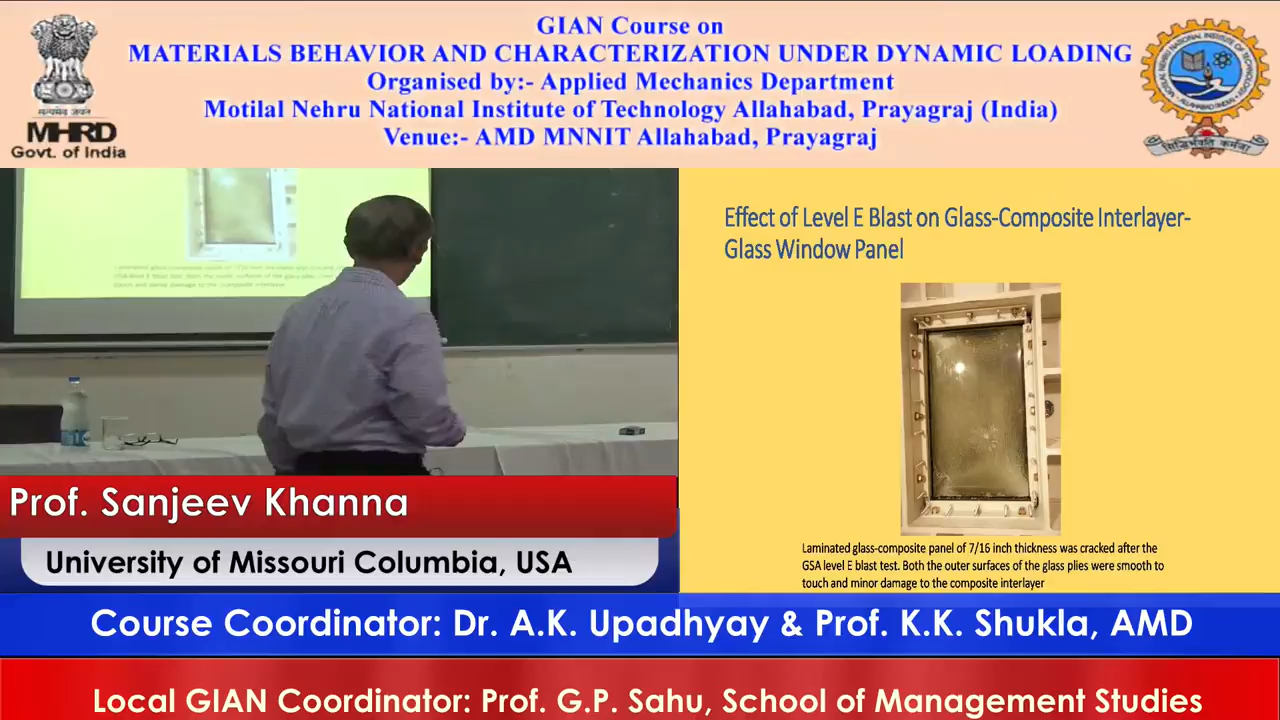 GIAN Course on
MATERIALS BEHAVIOR AND CHARACTERIZATION UNDER DYNAMIC LOADING
Organised by:- Applied Mechanics Department
Motilal Nehru National Institute of Technology Allahabad, Prayagraj (India)
Venue:- AMD MNNIT Allahabad, Prayagraj
सत्यमेव जयते
MHRD
Govt. of India
Effect of Level E Blast on Glass-Composite Interlayer-
Glass Window Panel
Laminated glass-composite panel of 7/16 inch thickness was cracked after the
GSA level E blast test. Both the outer surfaces of the glass plies were smooth to
touch and minor damage to the composite interlayer
Prof. Sanjeev Khanna
University of Missouri Columbia, USA
Course Coordinator: Dr. A.K. Upadhyay & Prof. K.K. Shukla, AMD
Local GIAN Coordinator: Prof. G.P. Sahu, School of Management Studies